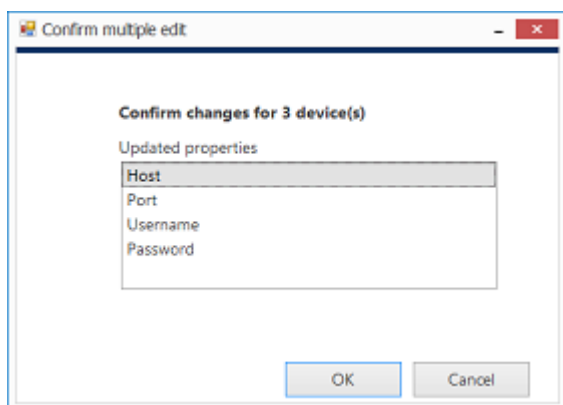 Confirm multiple edit
Confirm changes for 3 device(s)
Updated properties
Host
Port
Username
Password
OK
Cancel